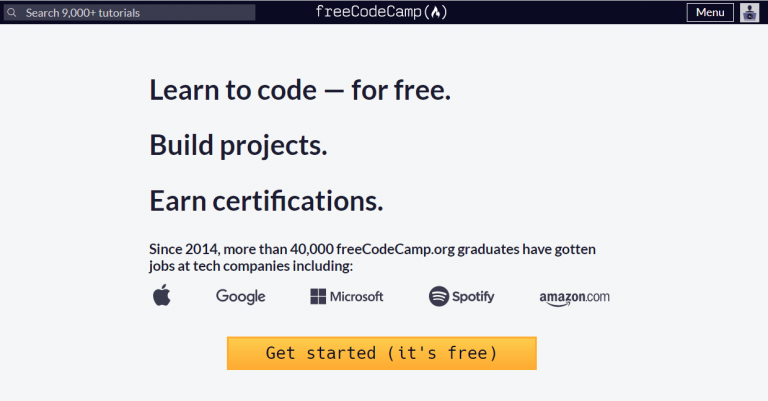 Search 9,000+ tutorials
freeCodeCamp
Menu
Learn to code — for free.
Build projects.
Earn certifications.
Since 2014, more than 40,000 freeCodeCamp.org graduates have gotten
jobs at tech companies including:
Google Microsoft Spotify amazon.com
Get started (it's free)